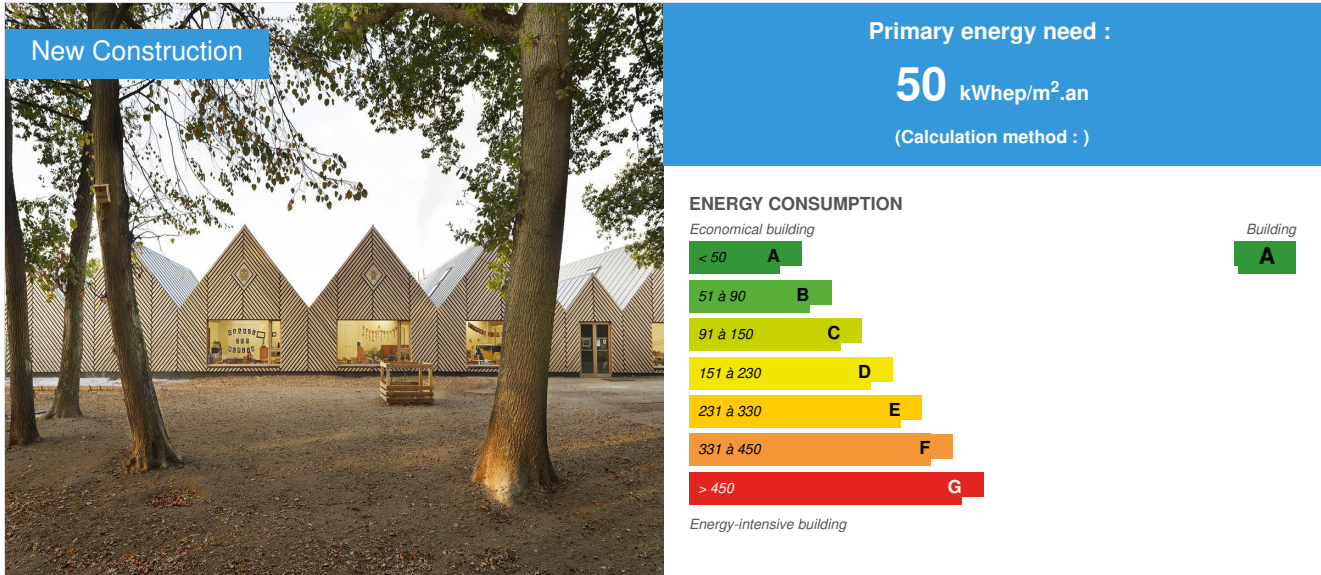 New Construction
Primary energy need :
50 kWhep/m².an
(Calculation method : )
ENERGY CONSUMPTION
Economical building
Building
< 50 A
A
51 à 90 B
91 à 150 C
151 à 230 D
231 à 330 E
331 à 450 F
> 450 G
Energy-intensive building